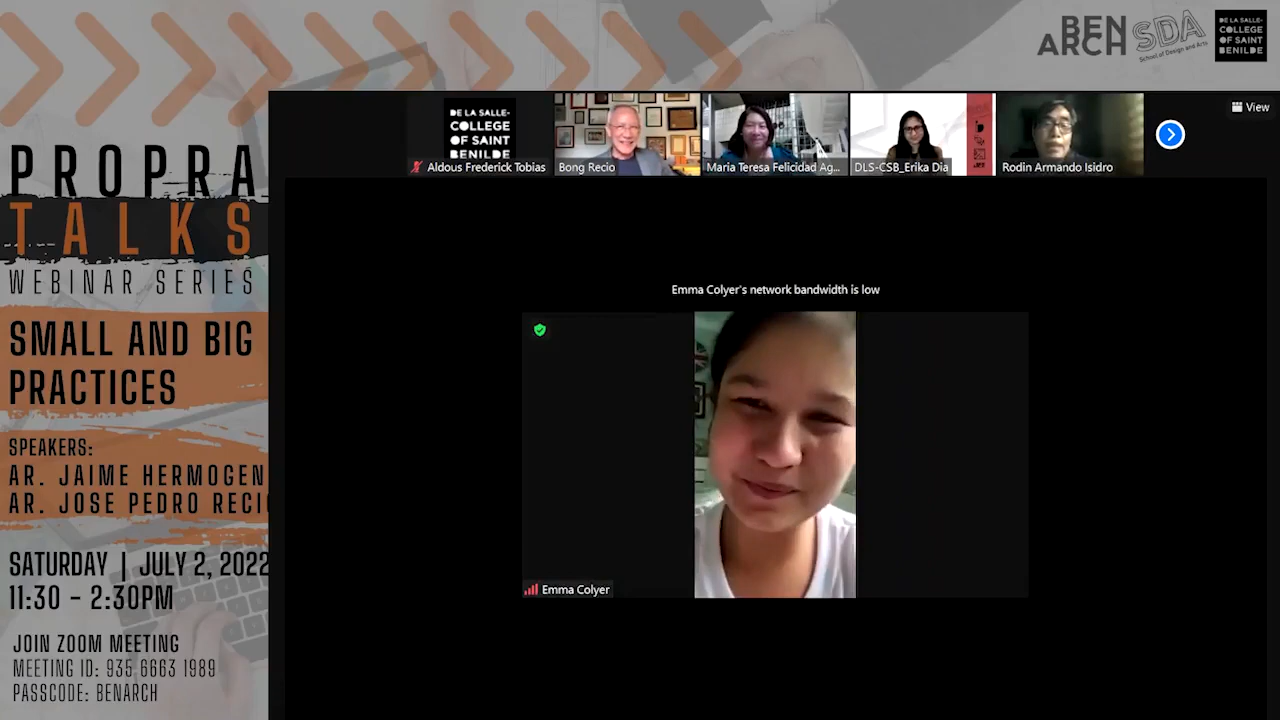 BEN
ARCH
SDA
School of Design and Arts
DE LA SALLE-
COLLEGE
OF SAINT
BENILDE
PROPRA
TALKS
WEBINAR SERIES
SMALL AND BIG
PRACTICES
SPEAKERS:
AR. JAIME HERMOGEN
AR. JOSE PEDRO RECIO
SATURDAY | JULY 2, 2022
11:30 - 2:30PM
JOIN ZOOM MEETING
MEETING ID: 935 6663 1989
PASSCODE: BENARCH
DE LA SALLE-
COLLEGE
OF SAINT
BENILDE
Aldous Frederick Tobias
Bong Recio
Maria Teresa Felicidad Ag...
DLS-CSB_Erika Dia
Rodin Armando Isidro
View
Emma Colyer's network bandwidth is low
Emma Colyer